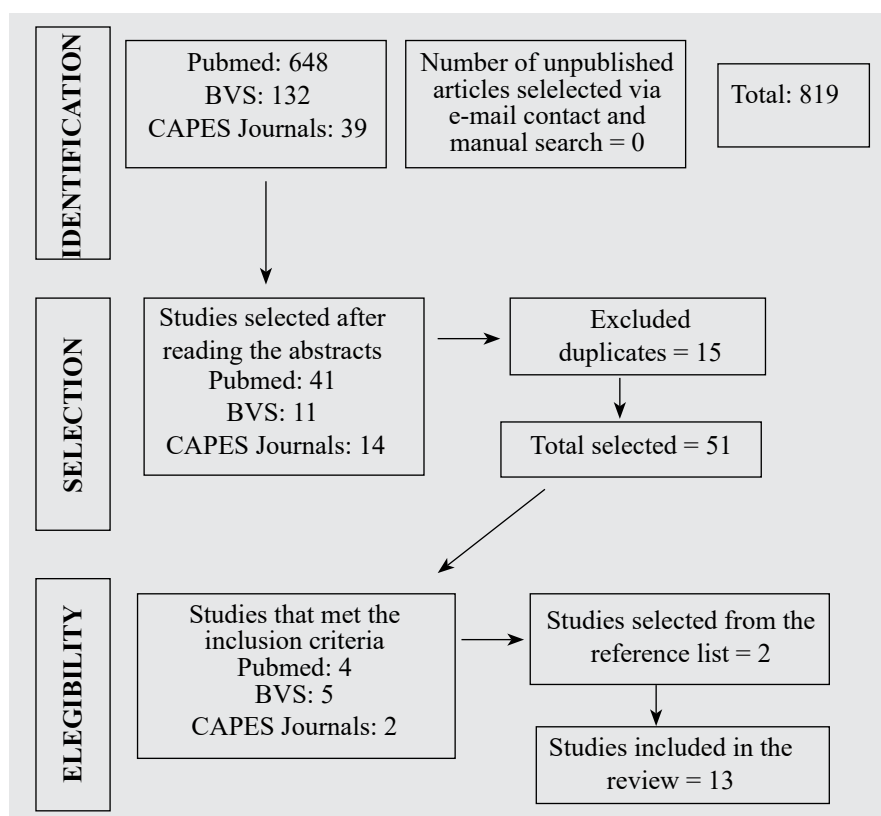 IDENTIFICATION
Pubmed: 648
BVS: 132
CAPES Journals: 39
Number of unpublished
articles selelected via
e-mail contact and
manual search = 0
Total: 819
SELECTION
Studies selected after
reading the abstracts
Pubmed: 41
BVS: 11
CAPES Journals: 14
Excluded
duplicates = 15
Total selected = 51
ELEGIBILITY
Studies that met the
inclusion criteria
Pubmed: 4
BVS: 5
CAPES Journals: 2
Studies selected from the
reference list = 2
Studies included in the
review = 13